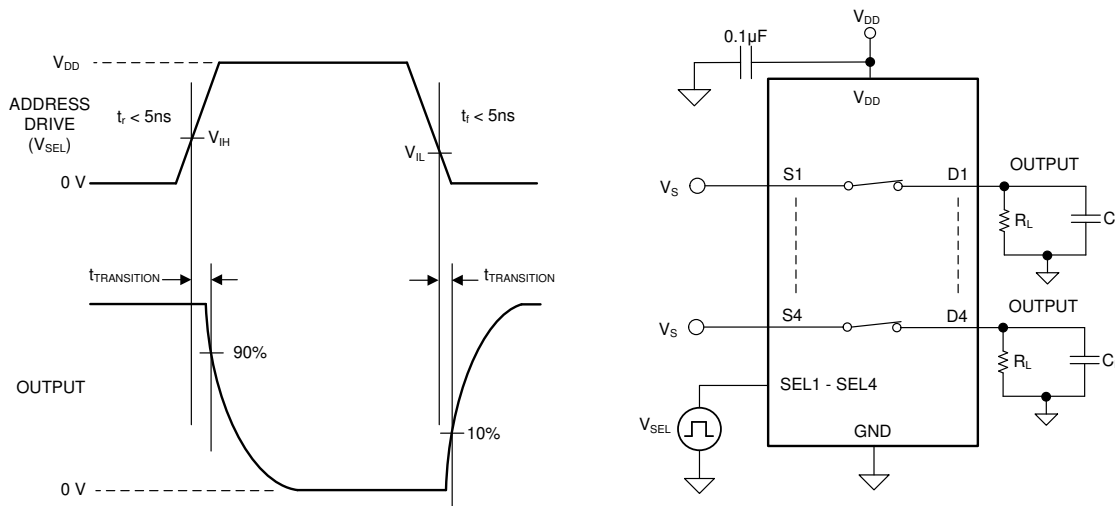 V_DD
ADDRESS
DRIVE
(V_SEL)
t_r < 5ns
V_IH
t_f < 5ns
V_IL
0 V
t_TRANSITION
t_TRANSITION
90%
OUTPUT
10%
0 V
V_DD
0.1µF
V_DD
V_S
S1
D1
OUTPUT
R_L
C
V_S
S4
D4
OUTPUT
R_L
C
SEL1 - SEL4
V_SEL
GND